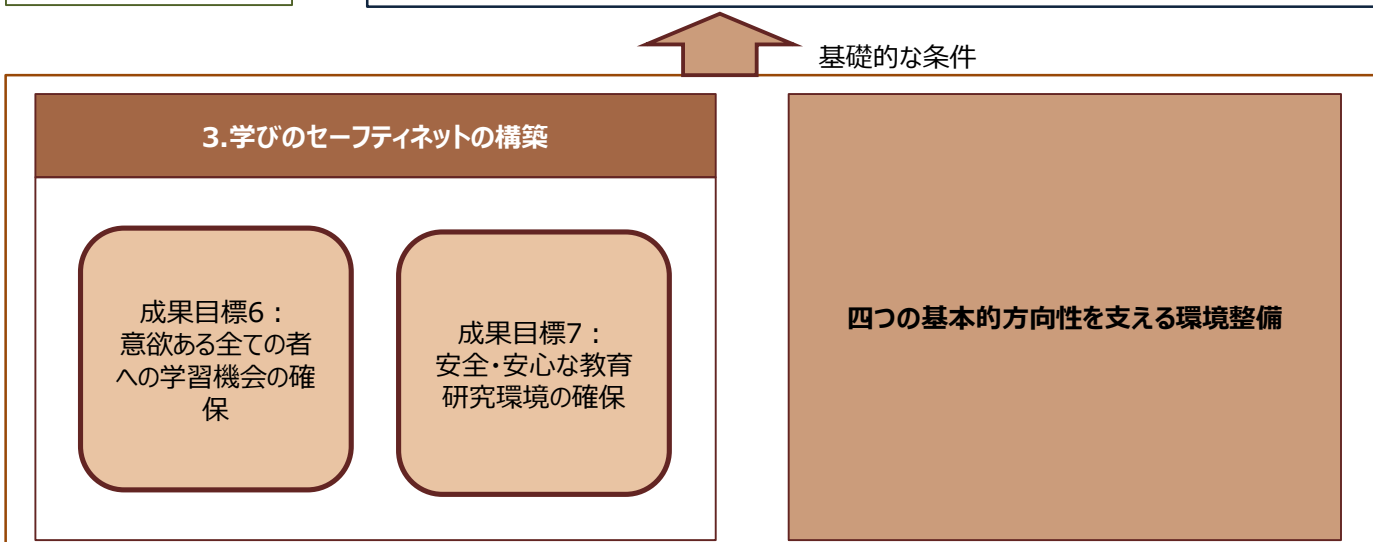 基礎的な条件
3.学びのセーフティネットの構築
成果目標6：
意欲ある全ての者
への学習機会の確
保
成果目標7：
安全・安心な教育
研究環境の確保
四つの基本的方向性を支える環境整備